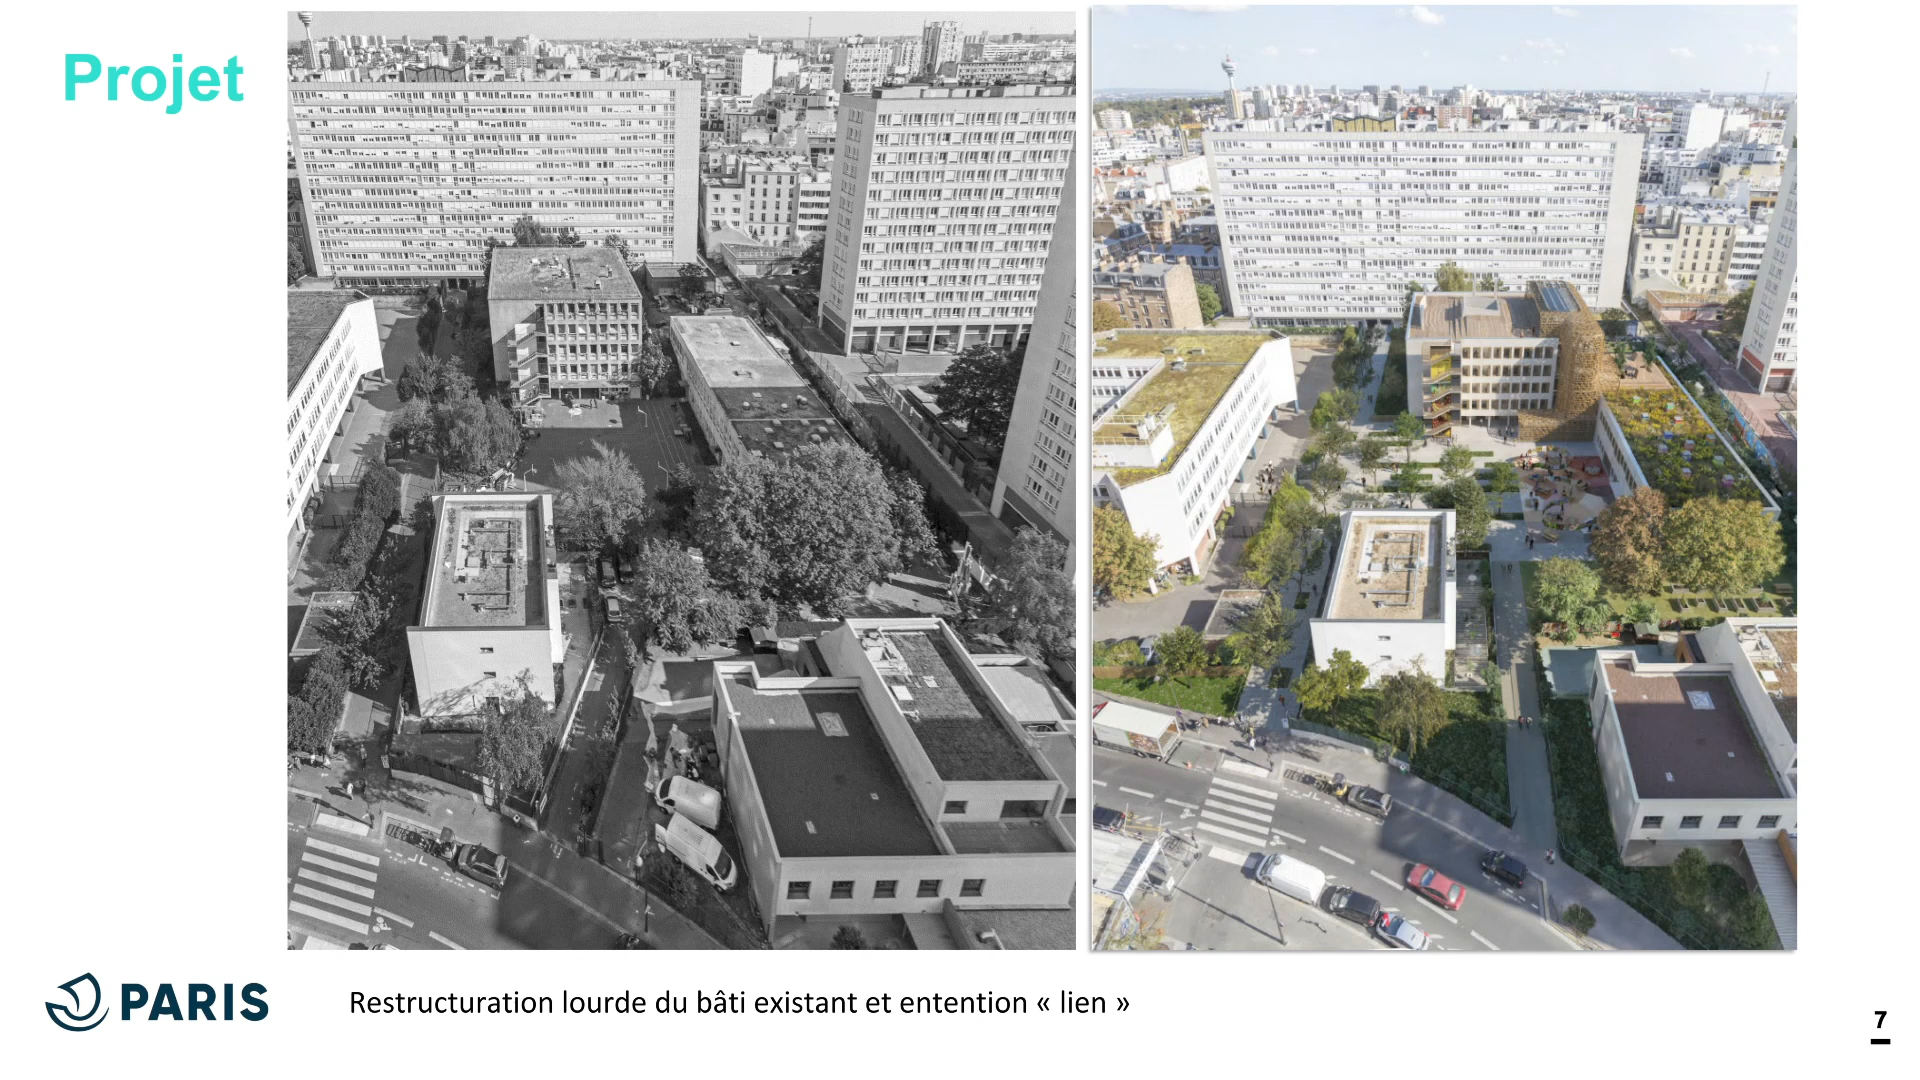 Projet
PARIS
Restructuration lourde du bâti existant et entention « lien »
7